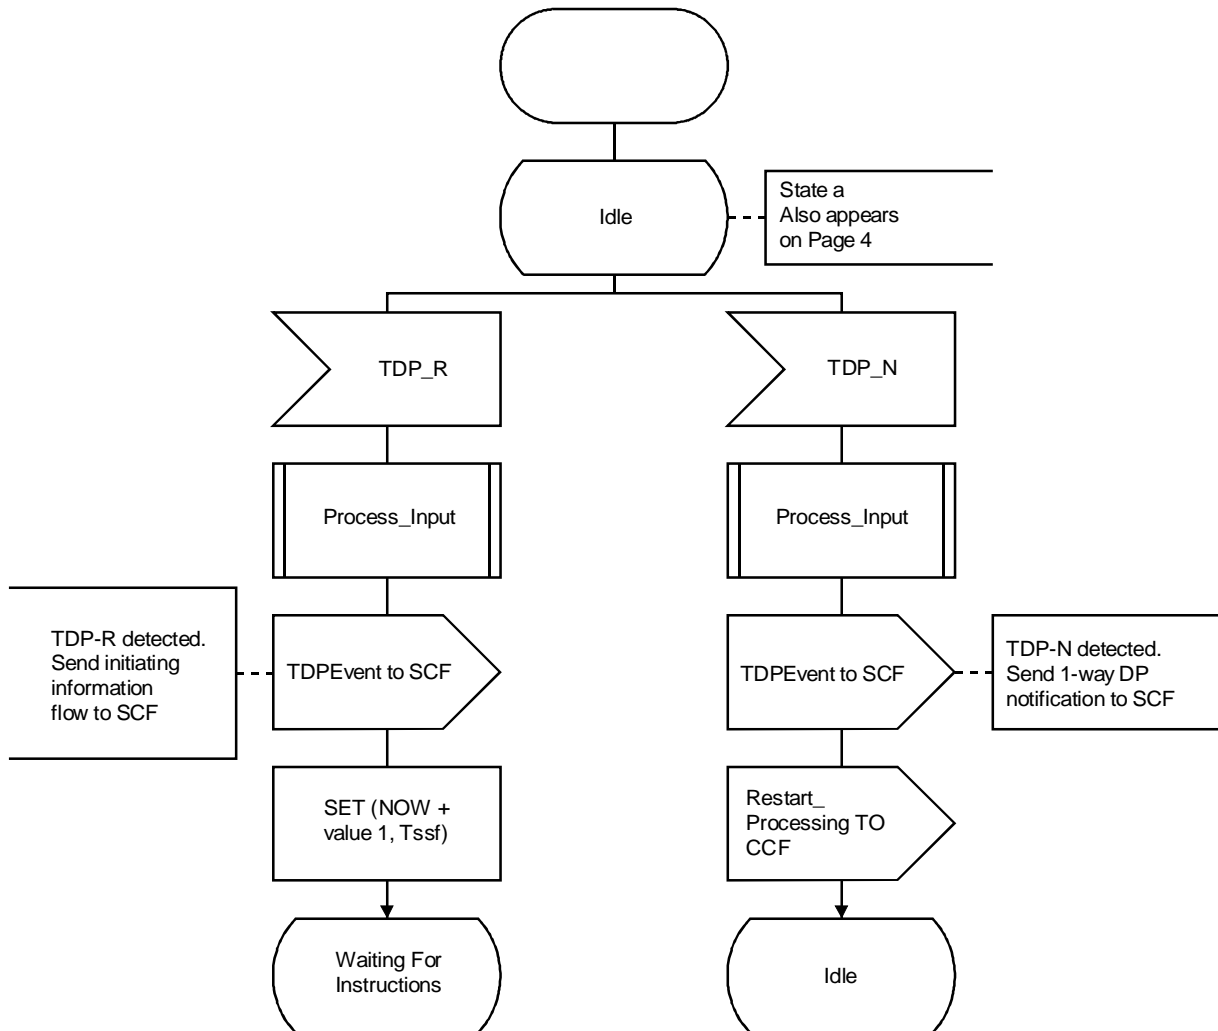 Idle
State a
Also appears
on Page 4
TDP_R
TDP_N
Process_Input
Process_Input
TDP-R detected.
Send initiating
information
flow to SCF
TDPEvent to SCF
TDPEvent to SCF
TDP-N detected.
Send 1-way DP
notification to SCF
SET (NOW +
value 1, Tssf)
Restart_
Processing TO
CCF
Waiting For
Instructions
Idle